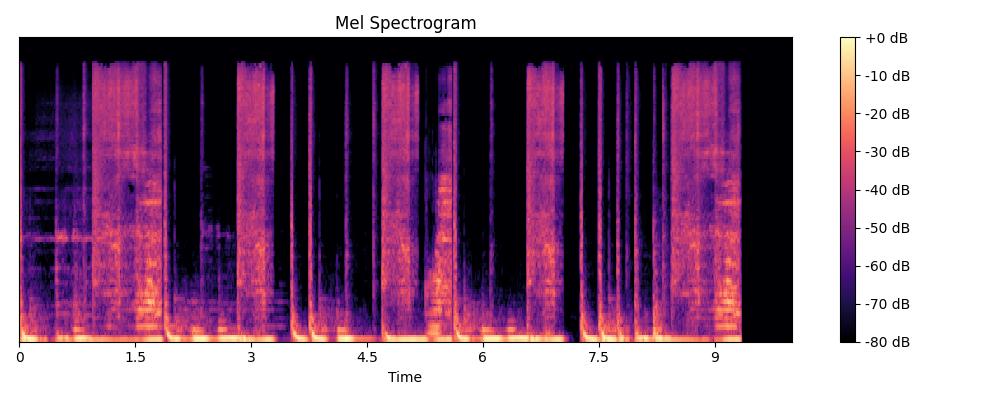 Mel Spectrogram
+0 dB
-10 dB
-20 dB
-30 dB
-40 dB
-50 dB
-60 dB
-70 dB
-80 dB
0 1.5 3 4.5 6 7.5 9
Time